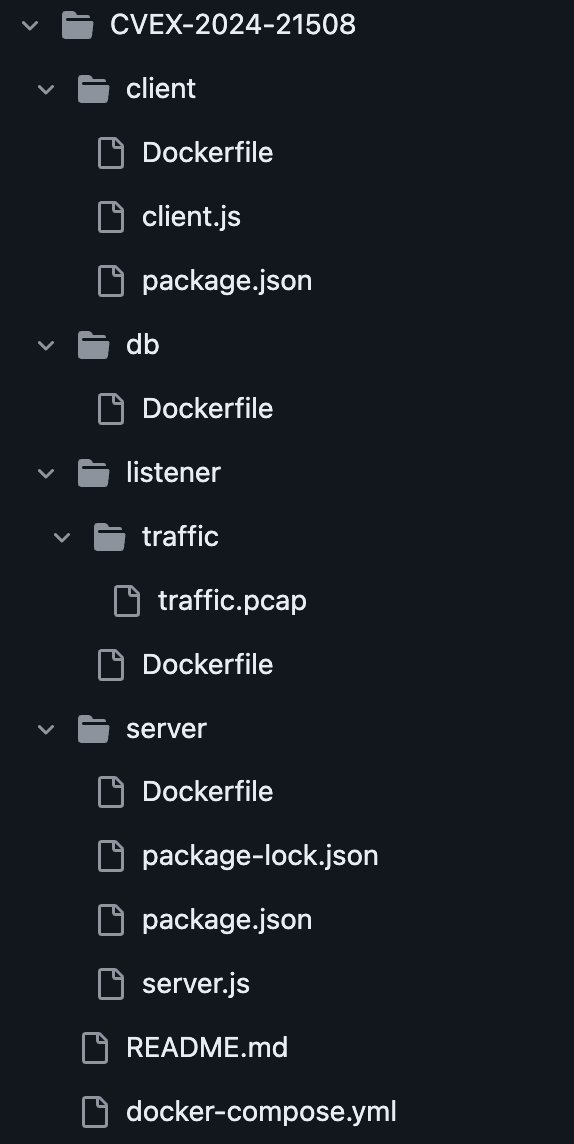 CVEX-2024-21508
client
Dockerfile
client.js
package.json
db
Dockerfile
listener
traffic
traffic.pcap
Dockerfile
server
Dockerfile
package-lock.json
package.json
server.js
README.md
docker-compose.yml